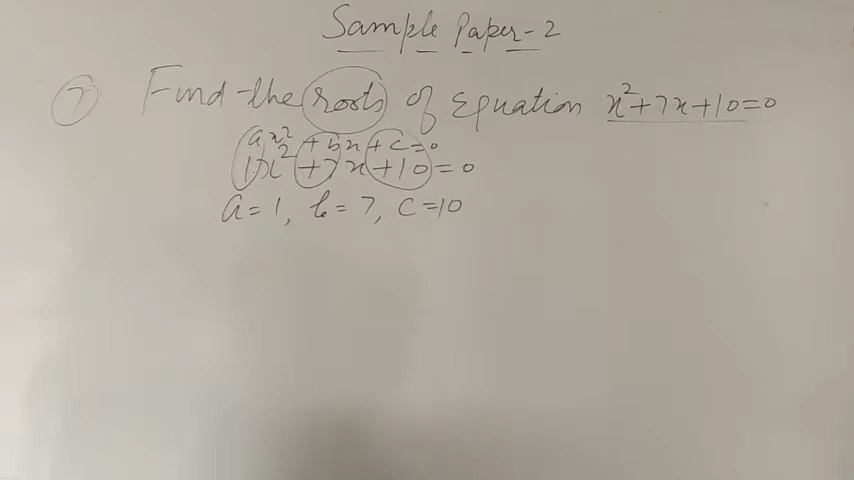 Sample Paper-2
7 Find the roots of Equation x²+7x+10=0
ax²+bx+c=0
1x²+7x+10=0
a=1, b=7, c=10